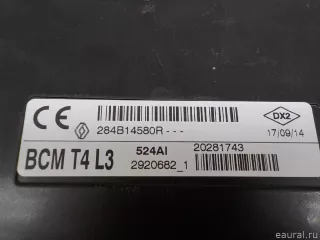 CE
284B14580R - - -
DX2
17/09/14
BCM T4 L3
524AI
20281743
2920682_1
eaural.ru